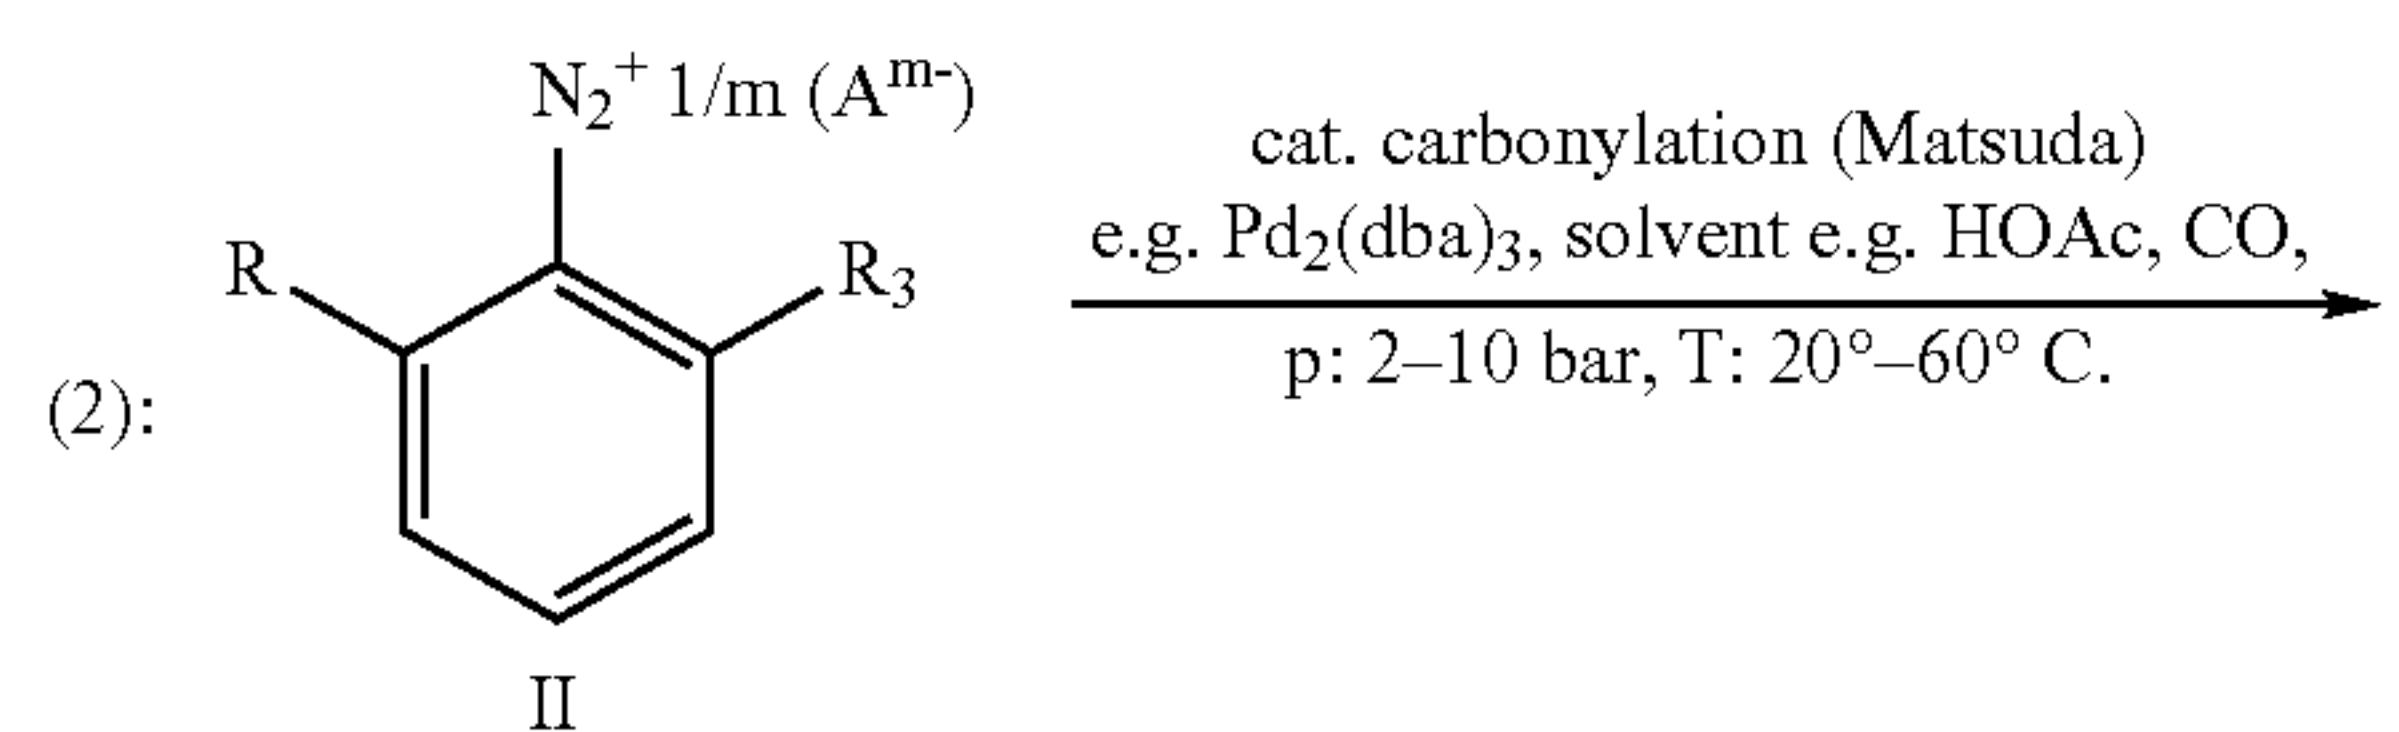 N₂⁺ 1/m (Aᵐ⁻)
cat. carbonylation (Matsuda)
e.g. Pd₂(dba)₃, solvent e.g. HOAc, CO,
R
R₃
p: 2–10 bar, T: 20°–60° C.
(2):
II